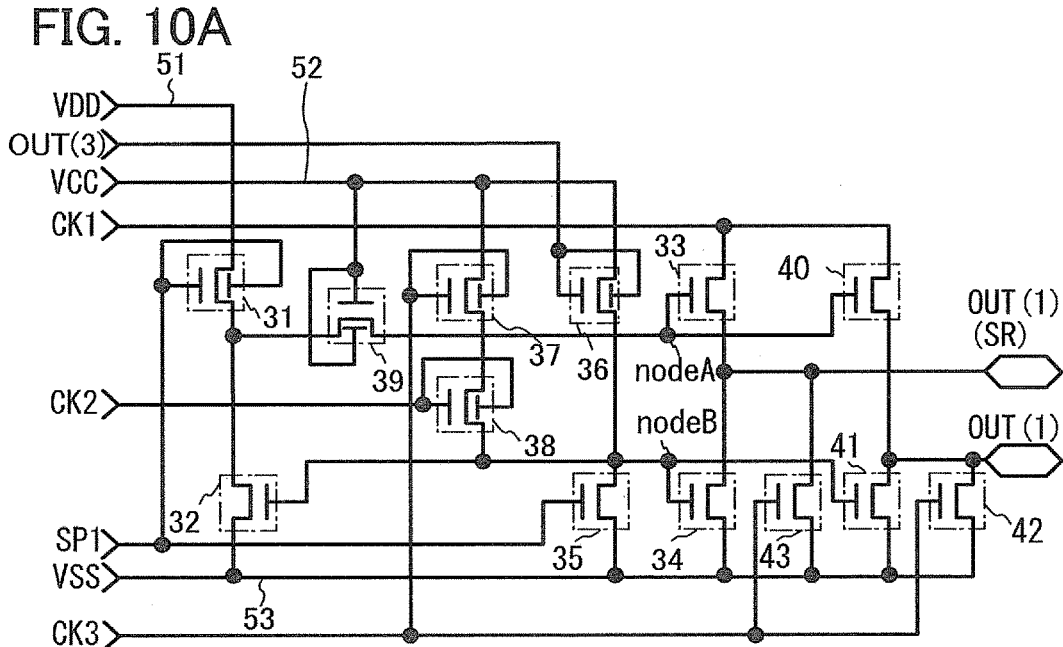 FIG. 10A
51
52
VDD
OUT(3)
VCC
CK1
33
40
31
OUT(1)
(SR)
39
37
36
nodeA
CK2
nodeB
OUT(1)
38
41
32
SP1
35
34
43
42
VSS
53
CK3